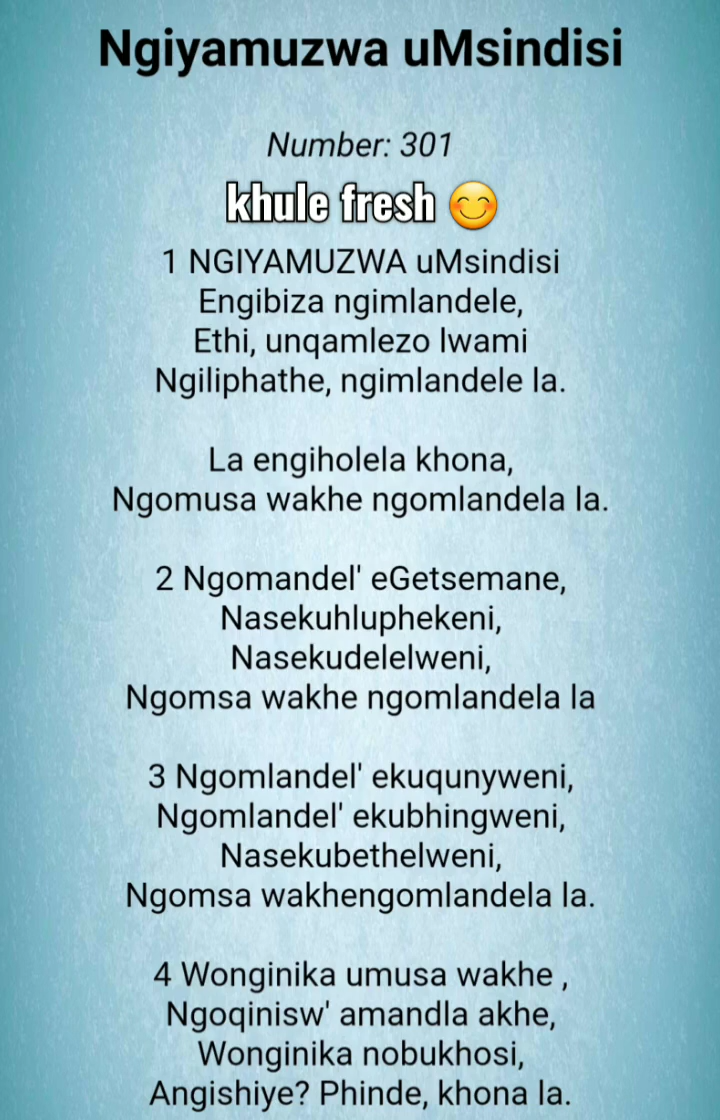 Ngiyamuzwa uMsindisi
Number: 301
khule fresh 😊
1 NGIYAMUZWA uMsindisi
Engibiza ngimlandele,
Ethi, unqamlezo lwami
Ngiliphathe, ngimlandele la.
La engiholela khona,
Ngomusa wakhe ngomlandela la.
2 Ngomandel' eGetsemane,
Nasekuhluphekeni,
Nasekudelelweni,
Ngomsa wakhe ngomlandela la
3 Ngomlandel' ekuqunyweni,
Ngomlandel' ekubhingweni,
Nasekubethelweni,
Ngomsa wakhengomlandela la.
4 Wonginika umusa wakhe ,
Ngoqinisw' amandla akhe,
Wonginika nobukhosi,
Angishiye? Phinde, khona la.